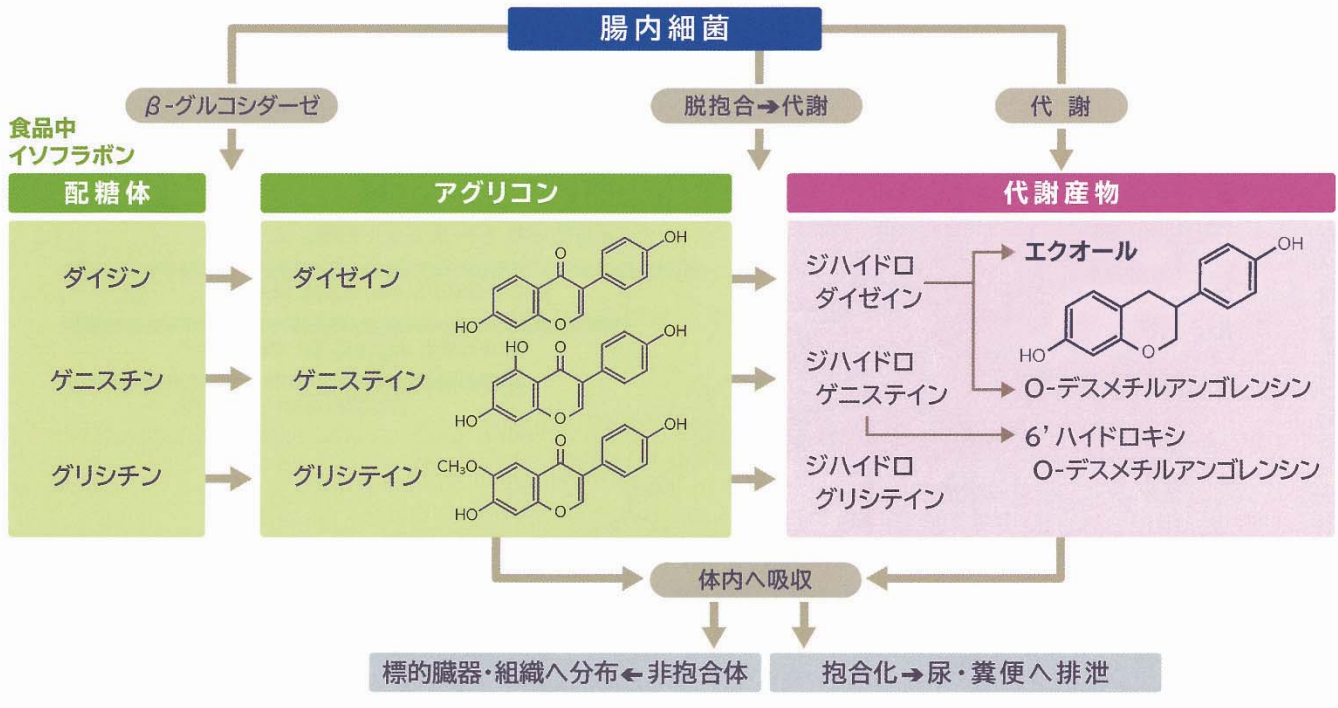 腸内細菌
β-グルコシダーゼ
脱抱合➔代謝
代謝
食品中
イソフラボン
配糖体
アグリコン
代謝産物
ダイジン
ダイゼイン
OH
O
HO
O
ジハイドロ
ダイゼイン
エクオール
OH
HO
O
ゲニスチン
ゲニステイン
OH
HO
O
HO
O
ジハイドロ
ゲニステイン
O-デスメチルアンゴレンシン
6'ハイドロキシ
O-デスメチルアンゴレンシン
グリシチン
グリシテイン
OH
O
CH₃O
HO
O
ジハイドロ
グリシテイン
体内へ吸収
標的臓器・組織へ分布←非抱合体
抱合化➔尿・糞便へ排泄